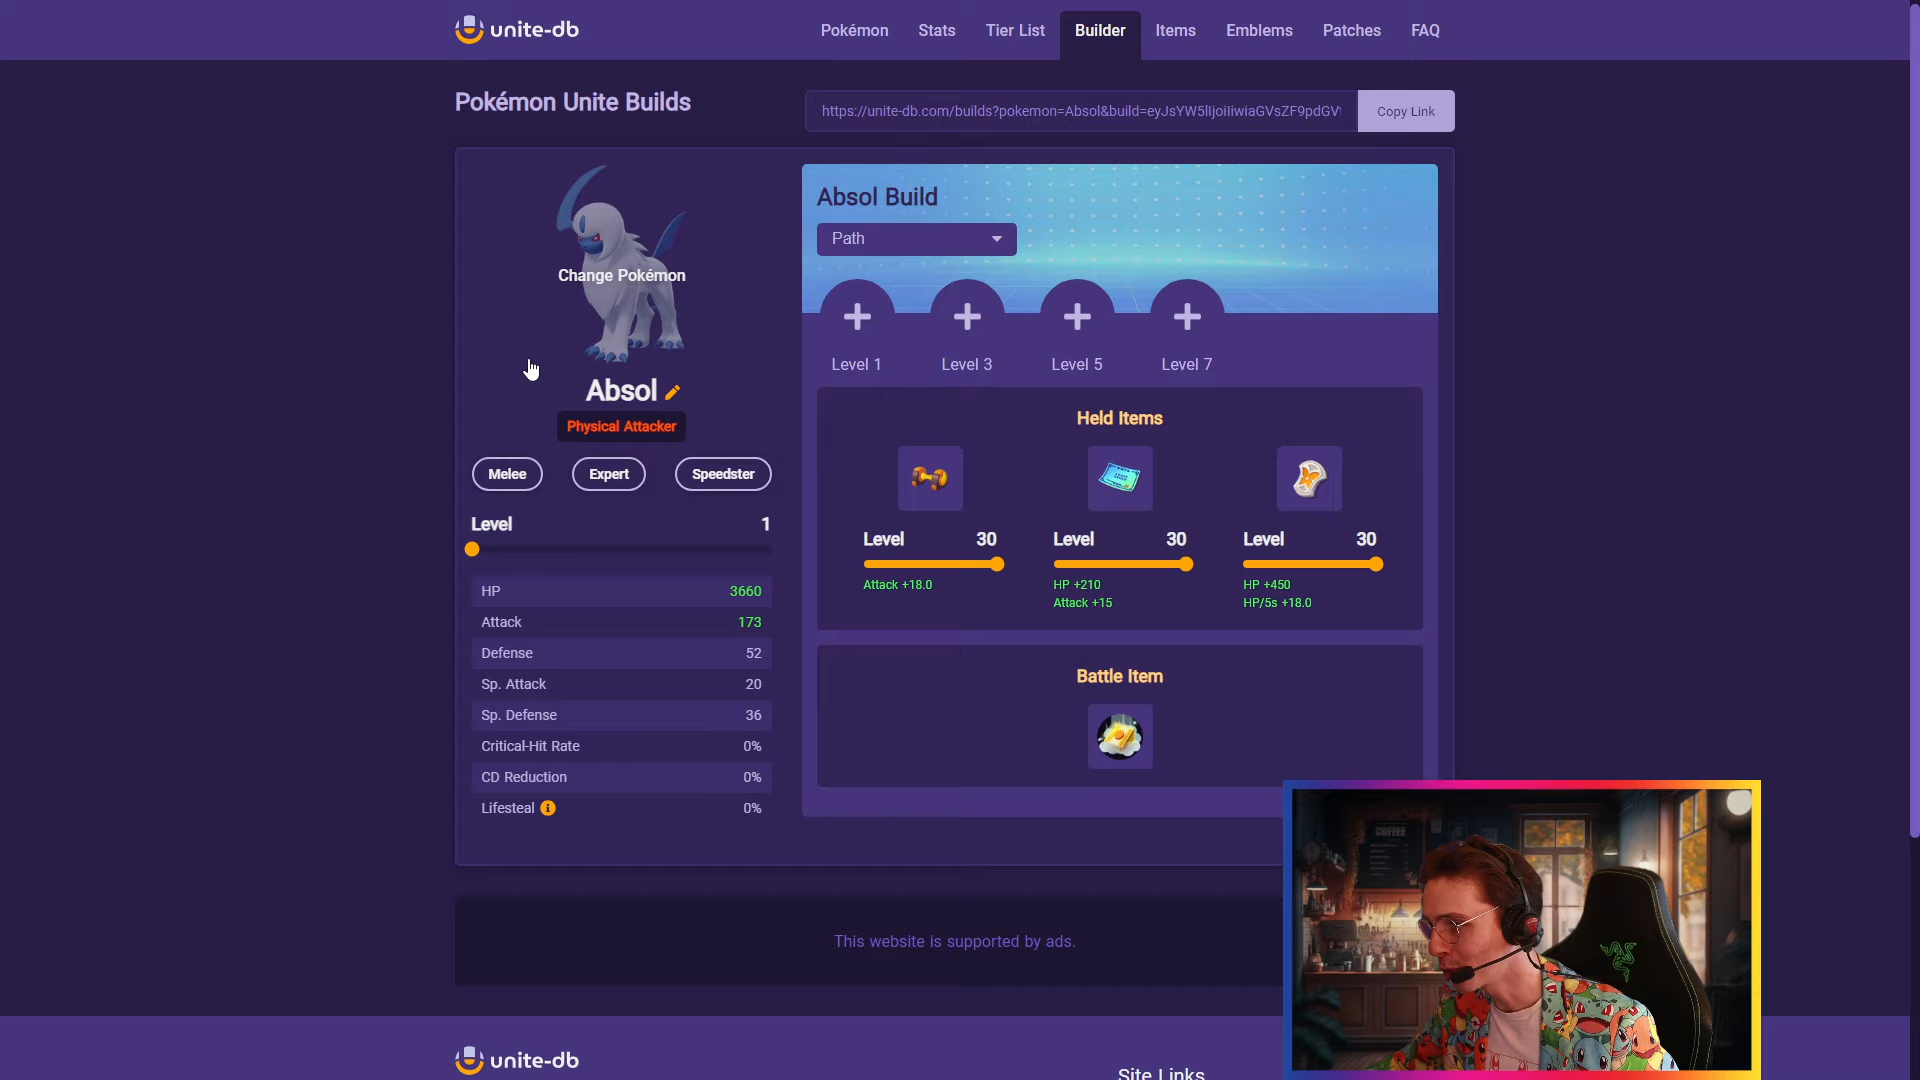 unite-db
Pokémon
Stats
Tier List
Builder
Items
Emblems
Patches
FAQ
Pokémon Unite Builds
https://unite-db.com/builds?pokemon=Absol&build=eyJsYW5lIjoiIiwiaGVsZF9pdGV
Copy Link
Change Pokémon
Absol
Physical Attacker
Melee
Expert
Speedster
Level 1
HP 3660
Attack 173
Defense 52
Sp. Attack 20
Sp. Defense 36
Critical-Hit Rate 0%
CD Reduction 0%
Lifesteal 0%
Absol Build
Path
Level 1
Level 3
Level 5
Level 7
Held Items
Level 30
Attack +18.0
Level 30
HP +210
Attack +15
Level 30
HP +450
HP/5s +18.0
Battle Item
COFFEE
This website is supported by ads.
unite-db
Site Links